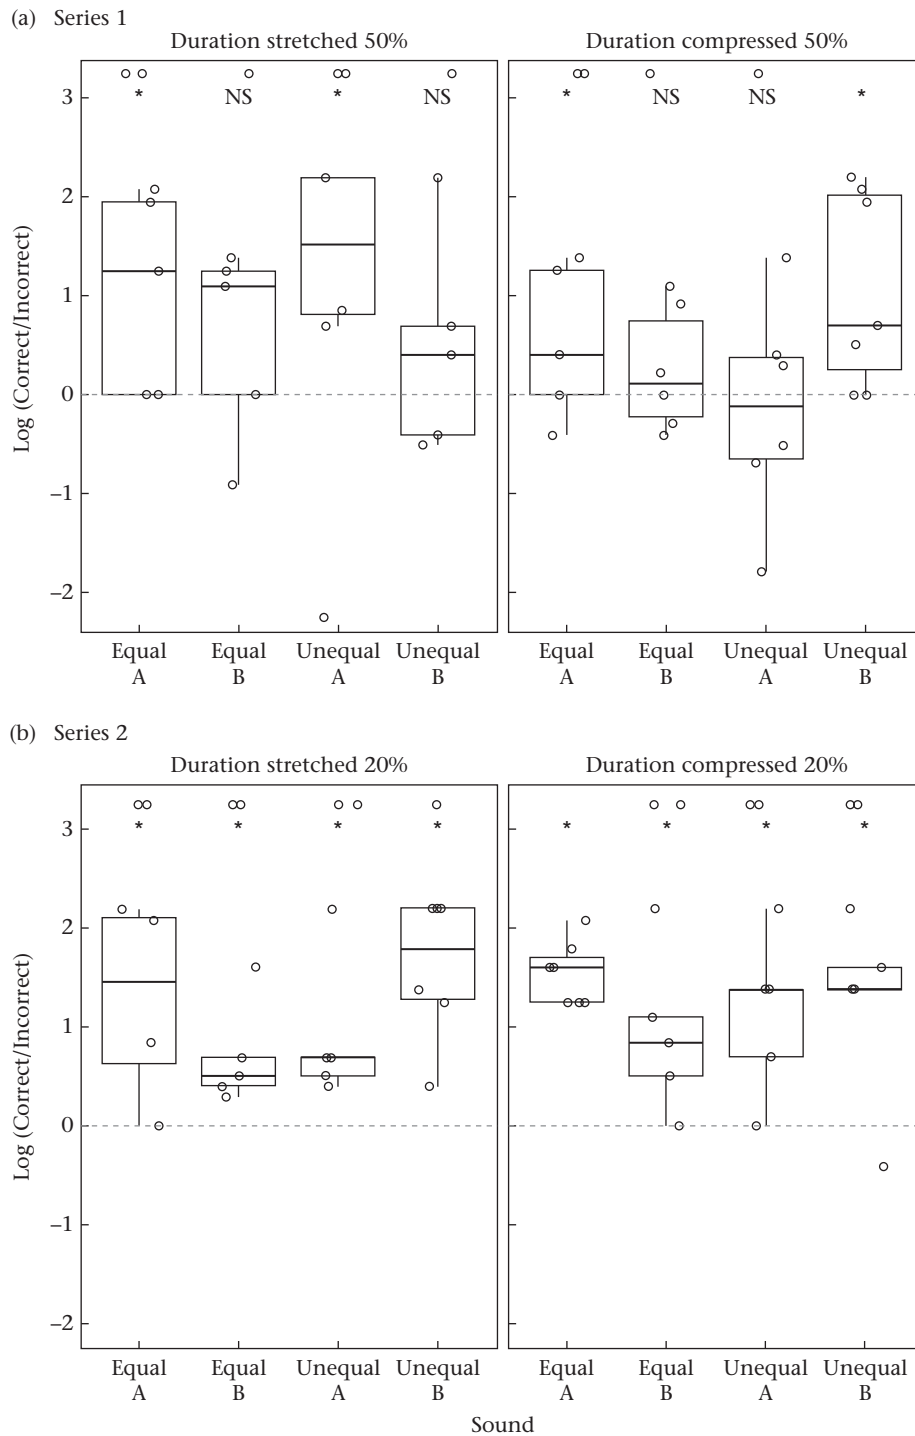 (a) Series 1
Duration stretched 50% Duration compressed 50%
* NS * NS * NS NS *
3
2
1
0
−1
−2
Log (Correct/Incorrect)
Equal Equal Unequal Unequal Equal Equal Unequal Unequal
A B A B A B A B
(b) Series 2
Duration stretched 20% Duration compressed 20%
* * * * * * * *
3
2
1
0
−1
−2
Log (Correct/Incorrect)
Equal Equal Unequal Unequal Equal Equal Unequal Unequal
A B A B A B A B
Sound